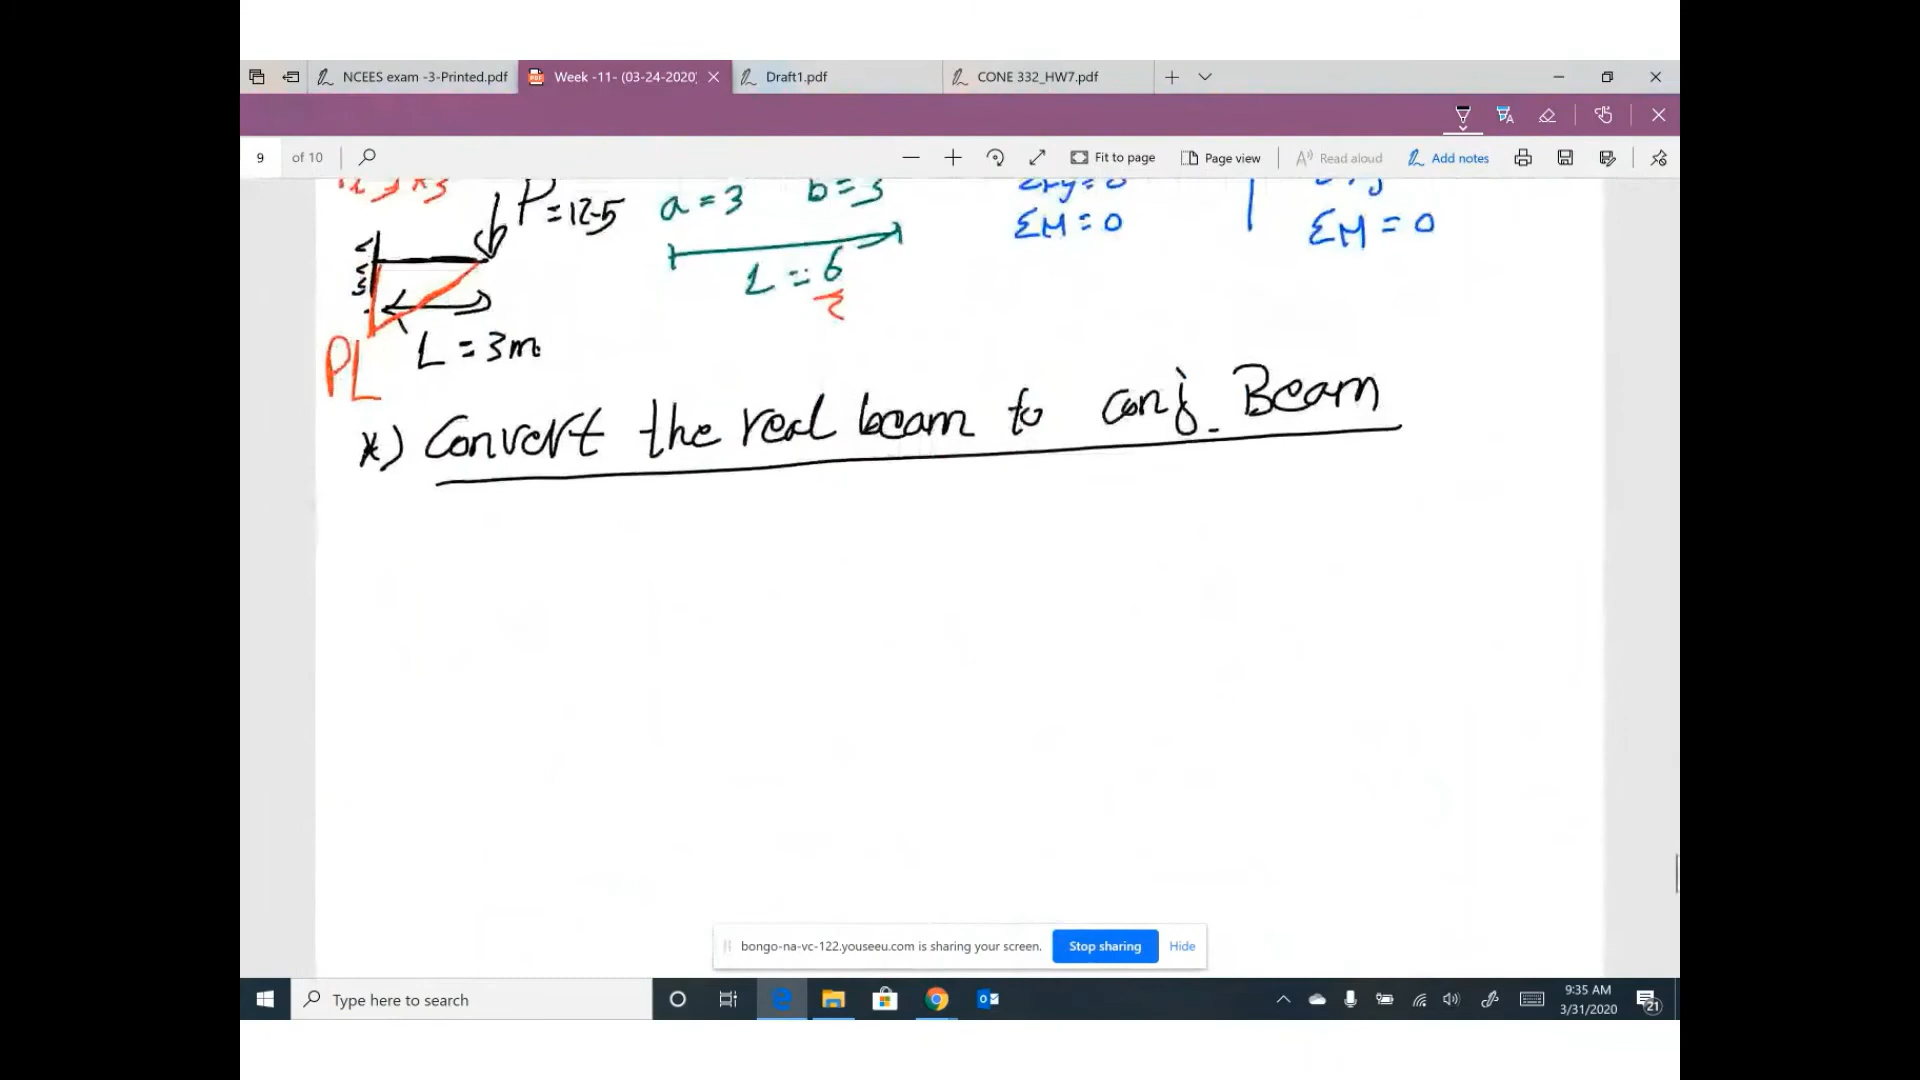 NCEES exam -3-Printed.pdf
Week -11- (03-24-2020)
Draft1.pdf
CONE 332_HW7.pdf
9 of 10
Fit to page
Page view
Read aloud
Add notes
P = 12.5
a = 3 b = 3
ΣM = 0
ΣM = 0
L = 6
L = 3m
PL
*) Convert the real beam to conj. Beam
bongo-na-vc-122.youseeu.com is sharing your screen.
Stop sharing
Hide
Type here to search
9:35 AM
3/31/2020
21